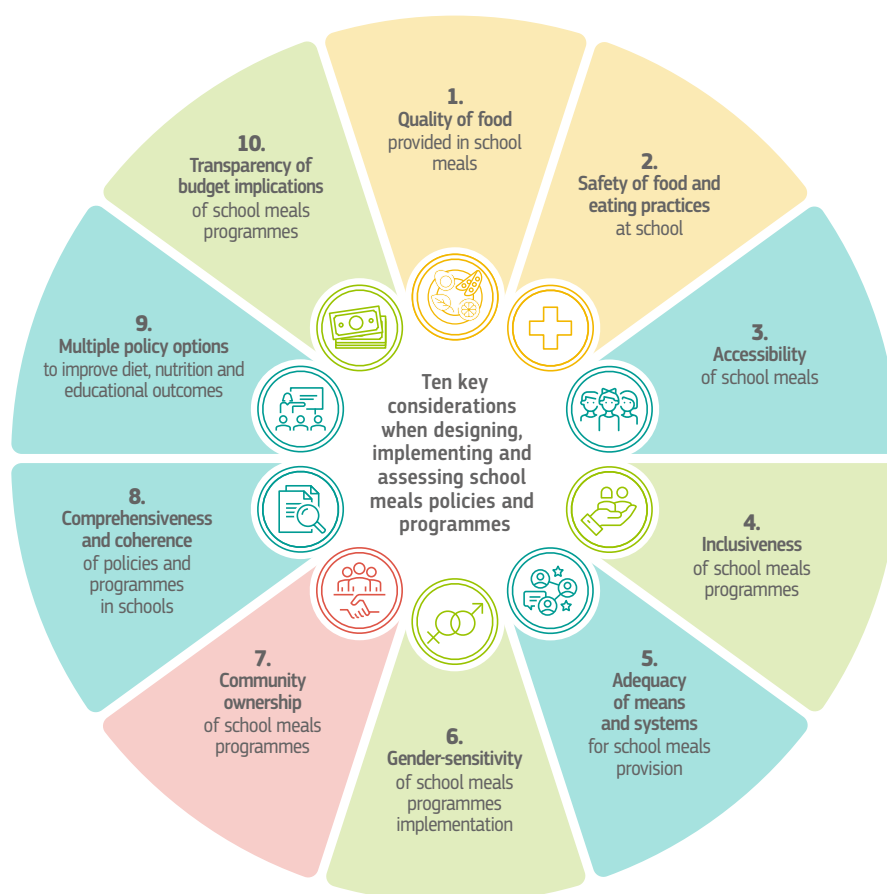 1.
Quality of food
provided in school
meals
2.
Safety of food and
eating practices
at school
3.
Accessibility
of school meals
4.
Inclusiveness
of school meals
programmes
5.
Adequacy
of means
and systems
for school meals
provision
6.
Gender-sensitivity
of school meals
programmes
implementation
7.
Community
ownership
of school meals
programmes
8.
Comprehensiveness
and coherence
of policies and
programmes
in schools
9.
Multiple policy options
to improve diet, nutrition and
educational outcomes
10.
Transparency of
budget implications
of school meals
programmes
Ten key
considerations
when designing,
implementing and
assessing school
meals policies and
programmes